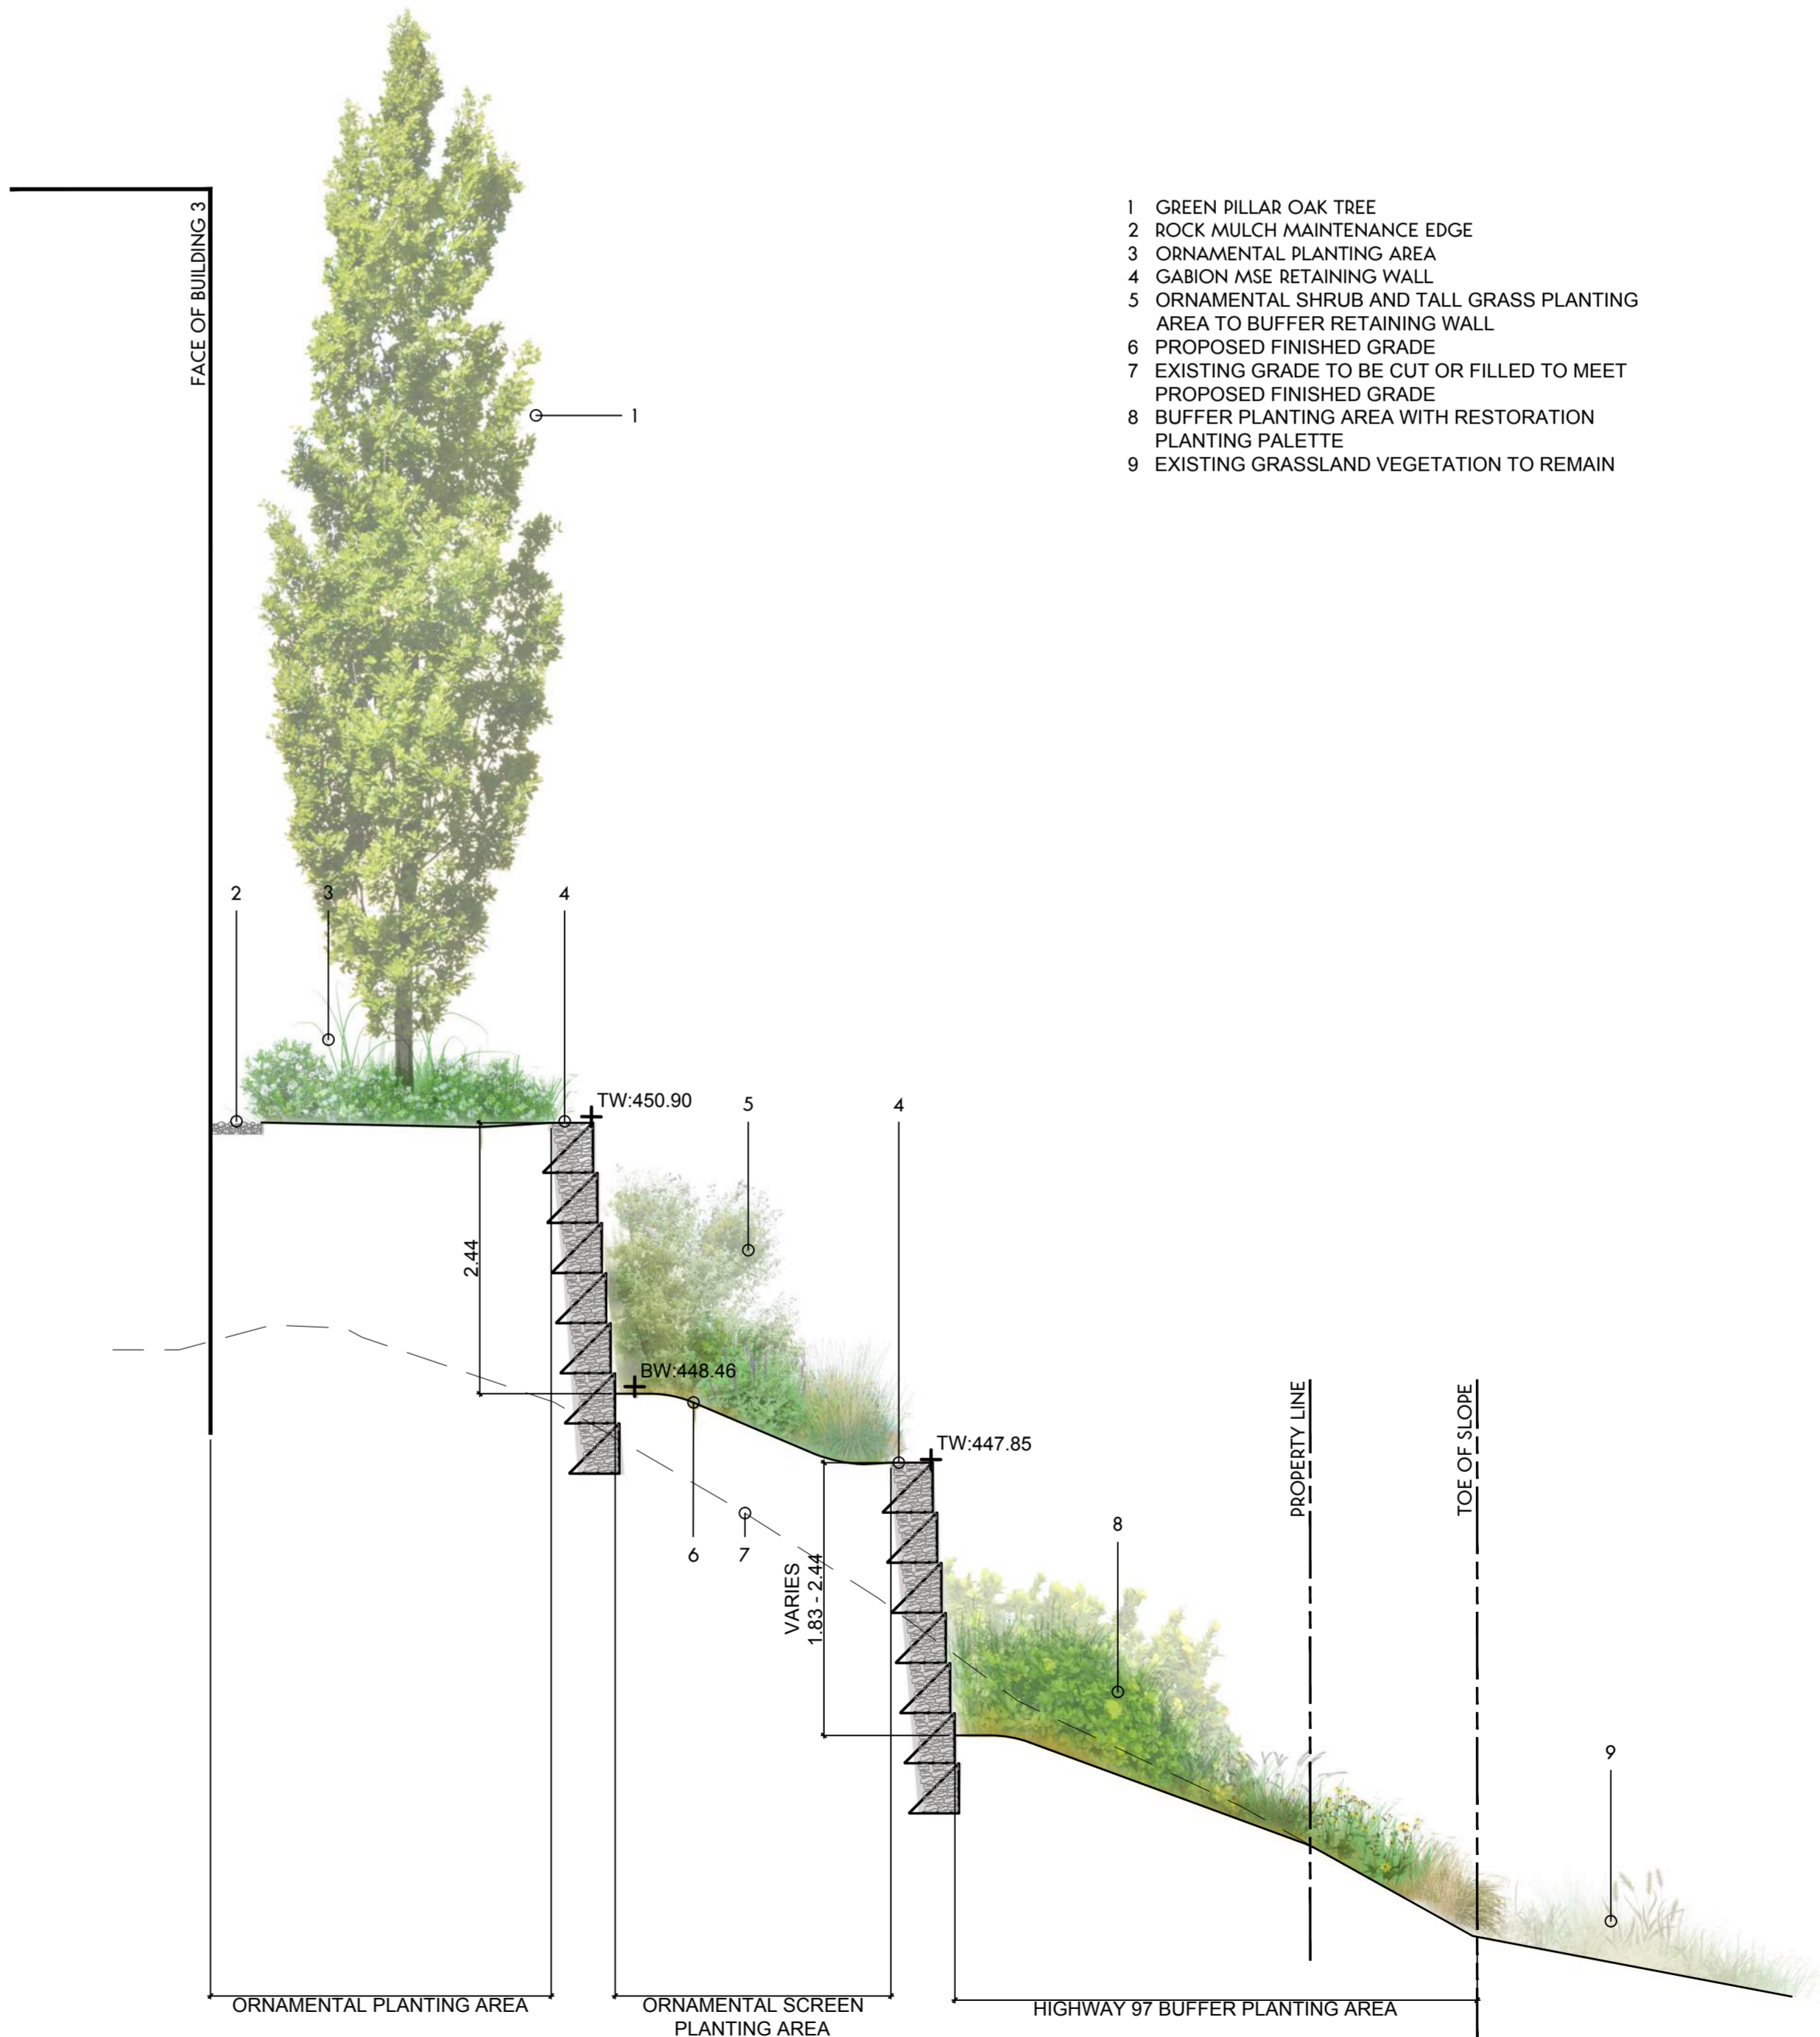 FACE OF BUILDING 3
1 GREEN PILLAR OAK TREE
2 ROCK MULCH MAINTENANCE EDGE
3 ORNAMENTAL PLANTING AREA
4 GABION MSE RETAINING WALL
5 ORNAMENTAL SHRUB AND TALL GRASS PLANTING
AREA TO BUFFER RETAINING WALL
6 PROPOSED FINISHED GRADE
7 EXISTING GRADE TO BE CUT OR FILLED TO MEET
PROPOSED FINISHED GRADE
8 BUFFER PLANTING AREA WITH RESTORATION
PLANTING PALETTE
9 EXISTING GRASSLAND VEGETATION TO REMAIN
1
2
3
4
TW:450.90
5
4
2.44
BW:448.46
TW:447.85
PROPERTY LINE
TOE OF SLOPE
6
7
8
VARIES
1.83 - 2.44
9
ORNAMENTAL PLANTING AREA
ORNAMENTAL SCREEN
PLANTING AREA
HIGHWAY 97 BUFFER PLANTING AREA